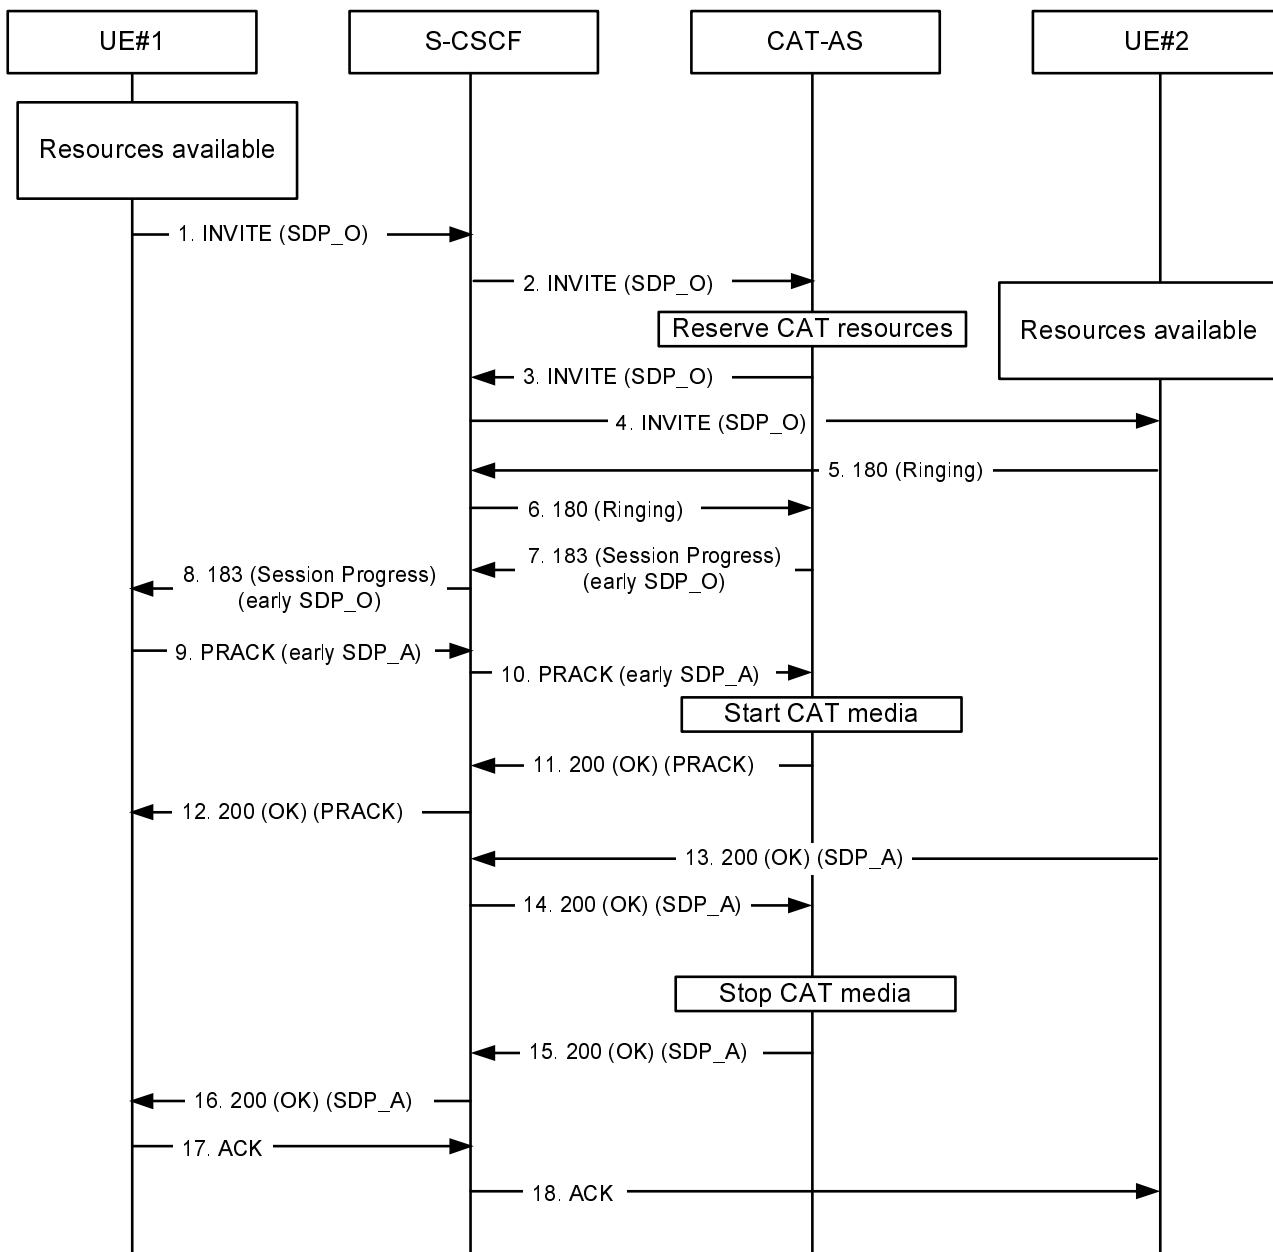 UE#1
S-CSCF
CAT-AS
UE#2
Resources available
1. INVITE (SDP_O)
2. INVITE (SDP_O)
Reserve CAT resources
Resources available
3. INVITE (SDP_O)
4. INVITE (SDP_O)
5. 180 (Ringing)
6. 180 (Ringing)
7. 183 (Session Progress)
(early SDP_O)
8. 183 (Session Progress)
(early SDP_O)
9. PRACK (early SDP_A)
10. PRACK (early SDP_A)
Start CAT media
11. 200 (OK) (PRACK)
12. 200 (OK) (PRACK)
13. 200 (OK) (SDP_A)
14. 200 (OK) (SDP_A)
Stop CAT media
15. 200 (OK) (SDP_A)
16. 200 (OK) (SDP_A)
17. ACK
18. ACK